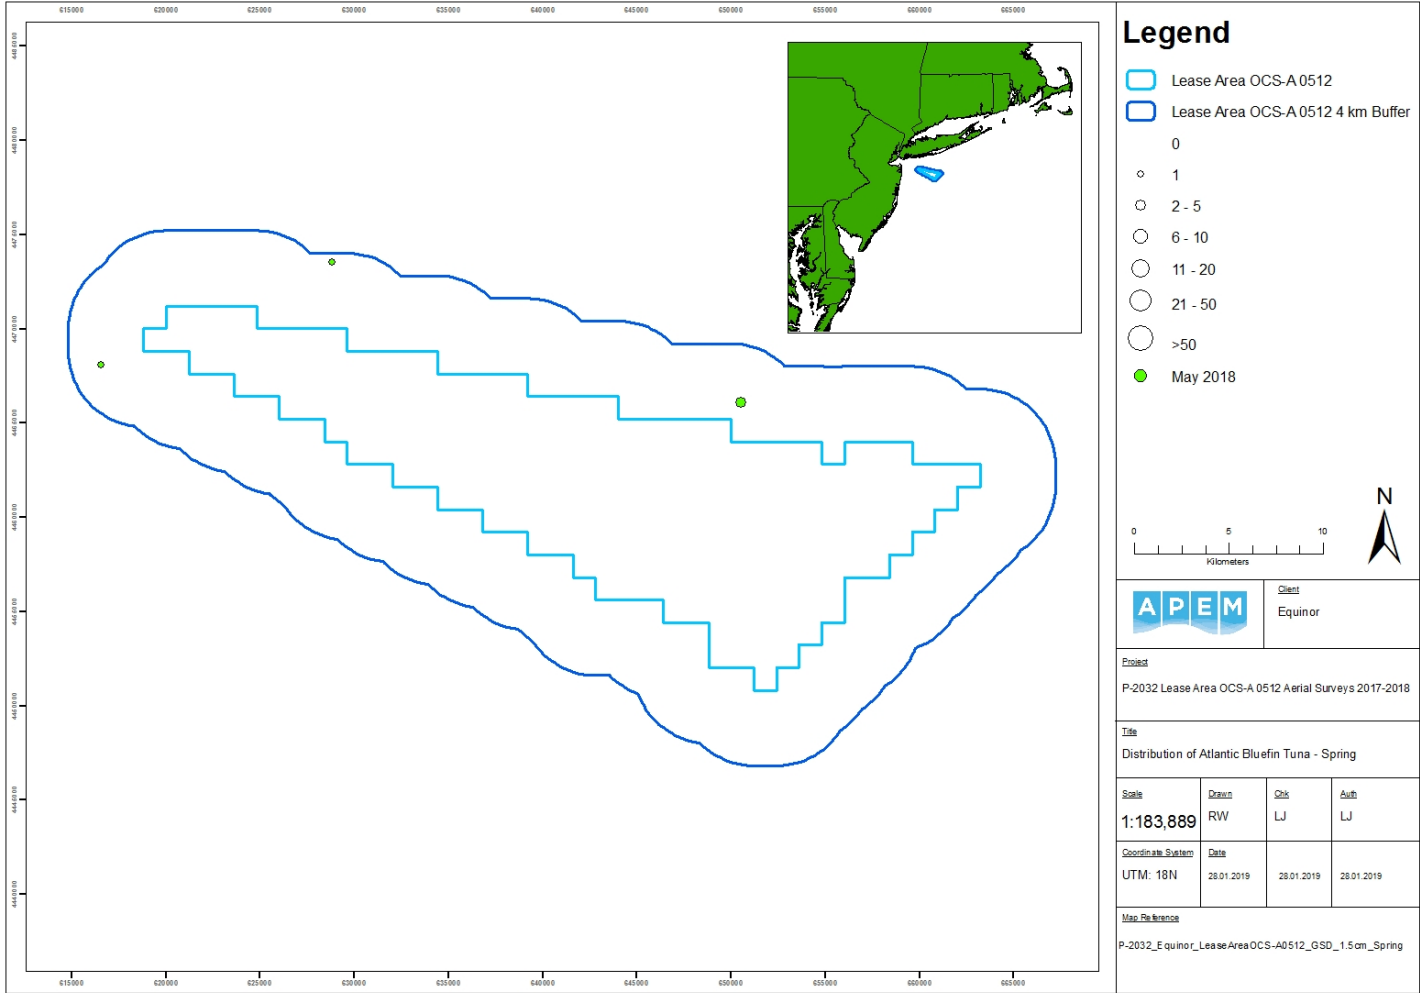 615000 620000 625000 630000 635000 640000 645000 650000 655000 660000 665000
Legend
Lease Area OCS-A 0512
Lease Area OCS-A 0512 4 km Buffer
0
1
2 - 5
6 - 10
11 - 20
21 - 50
>50
May 2018
N
0 5 10
Kilometers
APEM
Client
Equinor
Project
P-2032 Lease Area OCS-A 0512 Aerial Surveys 2017-2018
Title
Distribution of Atlantic Bluefin Tuna - Spring
Scale Drawn Chk Auth
1:183,889 RW LJ LJ
Coordinate System Date
UTM: 18N 28.01.2019 28.01.2019 28.01.2019
Map Reference
P-2032_Equinor_LeaseAreaOCS-A0512_GSD_1.5cm_Spring
615000 620000 625000 630000 635000 640000 645000 650000 655000 660000 665000